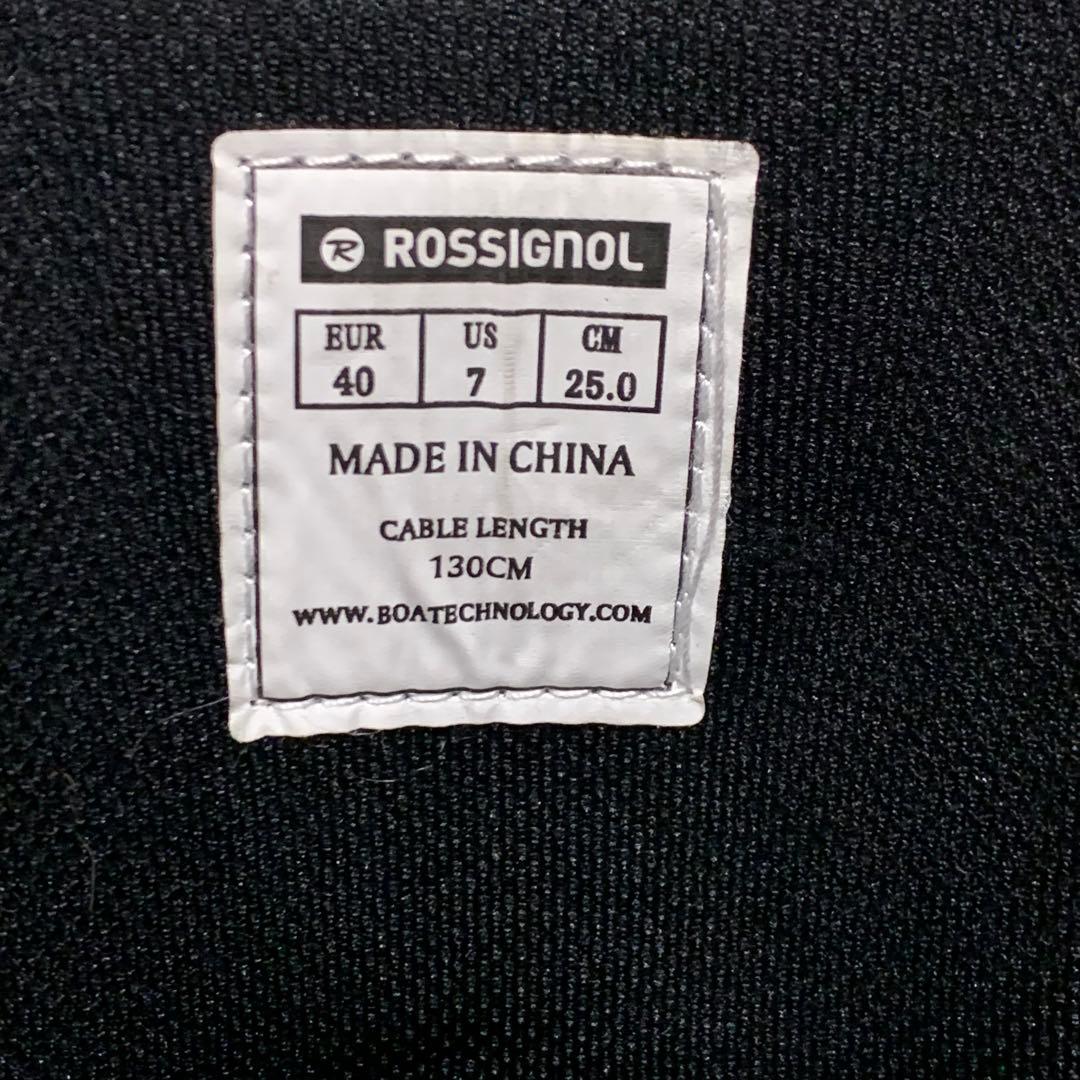 R ROSSIGNOL
EUR US CM
40 7 25.0
MADE IN CHINA
CABLE LENGTH
130CM
WWW.BOATECHNOLOGY.COM